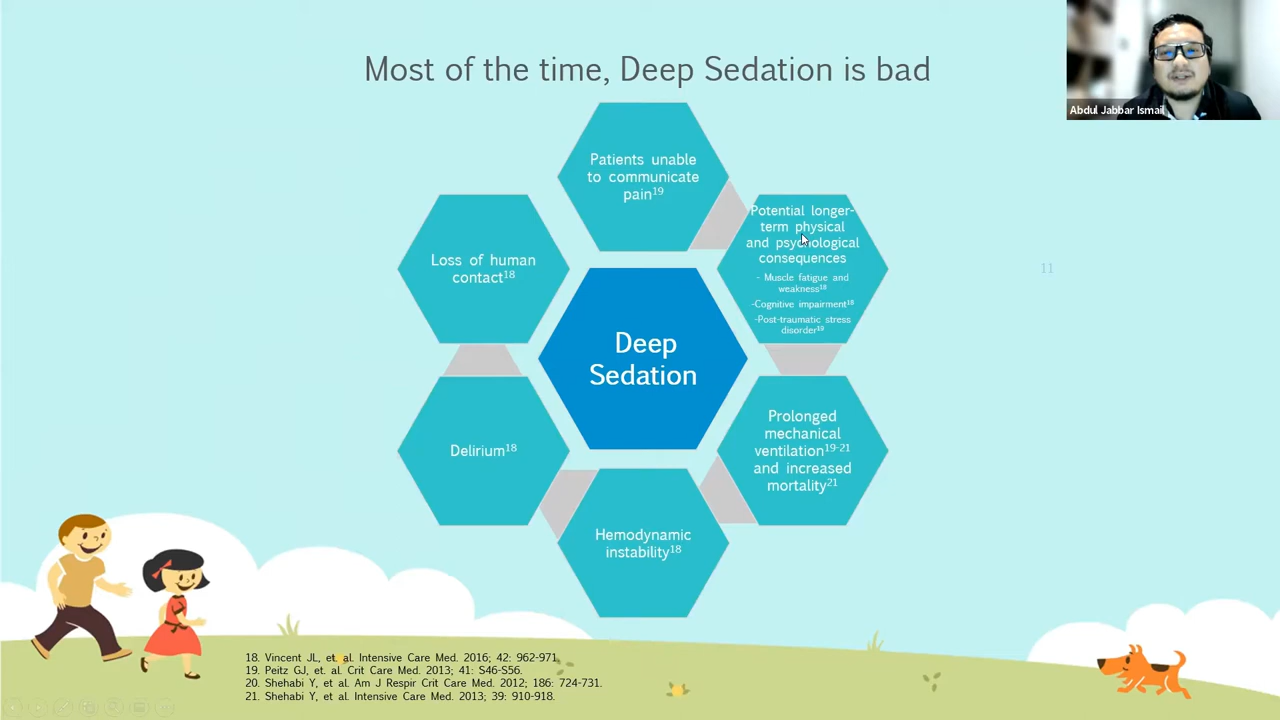 Most of the time, Deep Sedation is bad
Abdul Jabbar Ismail
Patients unable
to communicate
pain19
Potential longer-
term physical
and psychological
consequences
- Muscle fatigue and
weakness18
-Cognitive impairment18
-Post-traumatic stress
disorder19
11
Loss of human
contact18
Deep
Sedation
Prolonged
mechanical
ventilation19-21
and increased
mortality21
Delirium18
Hemodynamic
instability18
18. Vincent JL, et. al. Intensive Care Med. 2016; 42: 962-971.
19. Peitz GJ, et. al. Crit Care Med. 2013; 41: S46-S56.
20. Shehabi Y, et al. Am J Respir Crit Care Med. 2012; 186: 724-731.
21. Shehabi Y, et al. Intensive Care Med. 2013; 39: 910-918.